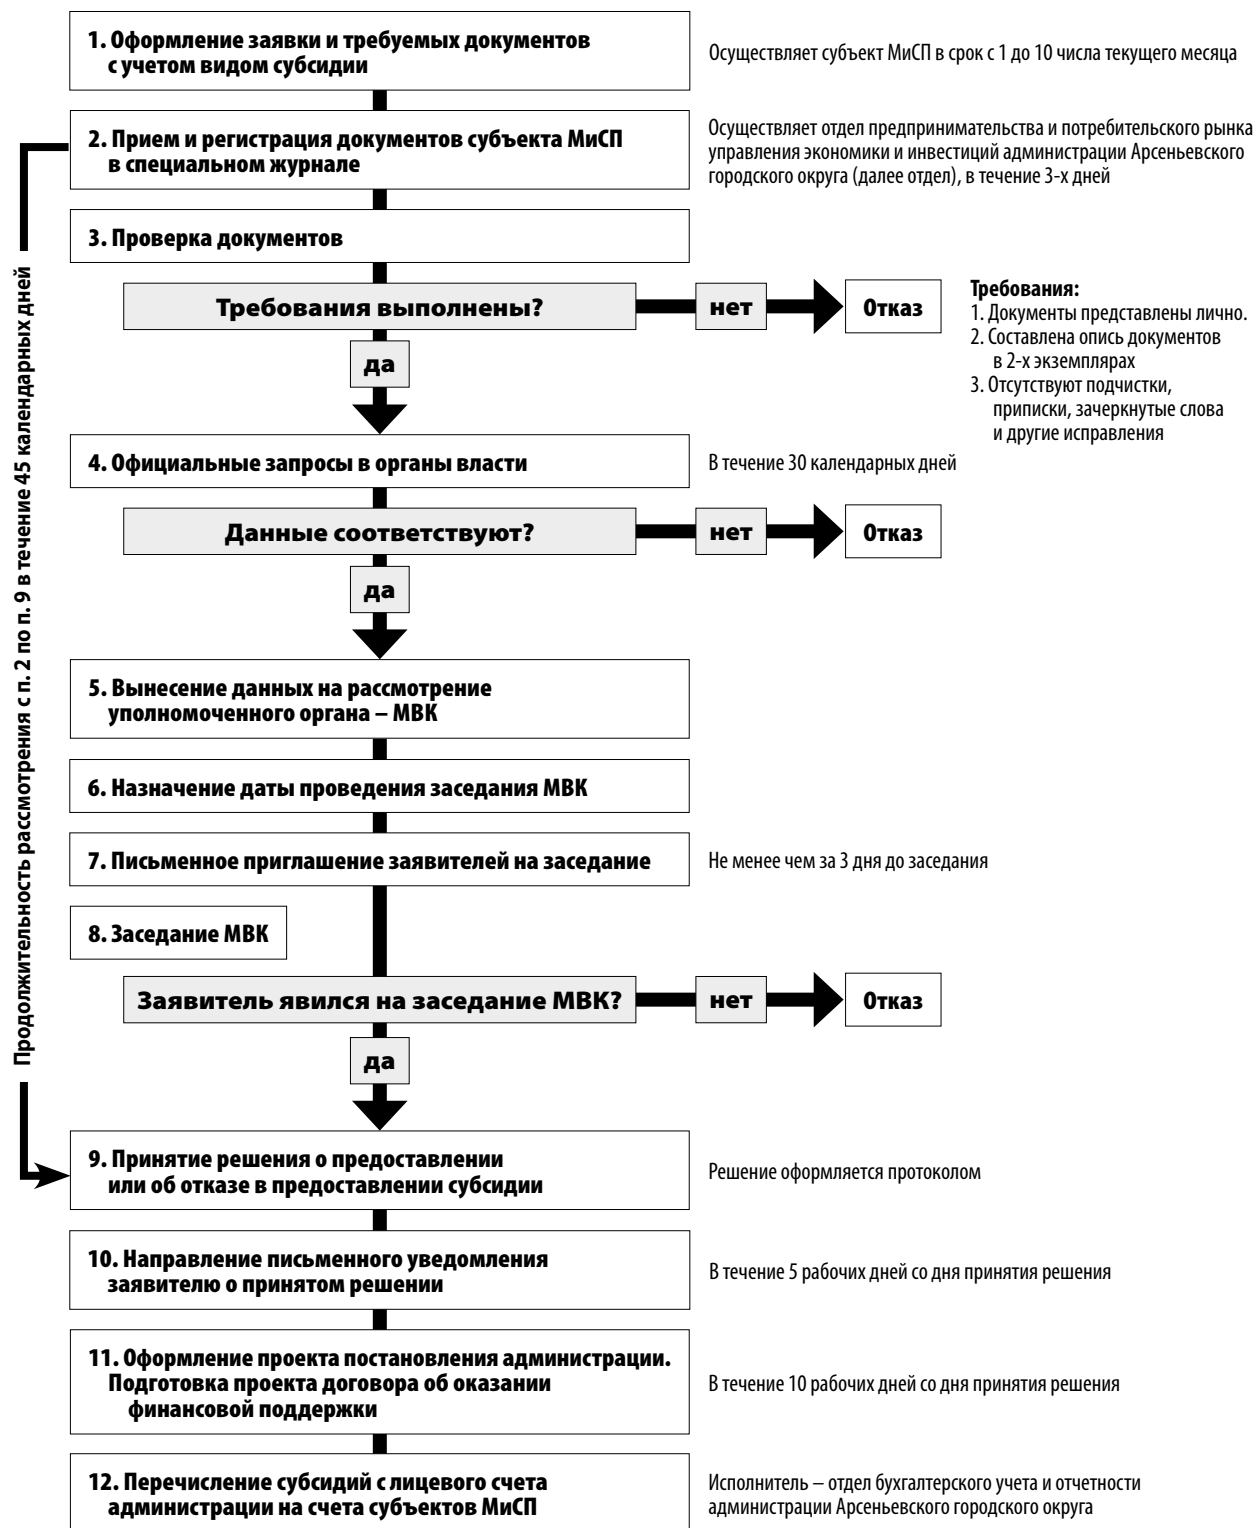 1. Оформление заявки и требуемых документов
с учетом видом субсидии
Осуществляет субъект МиСП в срок с 1 до 10 числа текущего месяца
2. Прием и регистрация документов субъекта МиСП
в специальном журнале
Осуществляет отдел предпринимательства и потребительского рынка
управления экономики и инвестиций администрации Арсеньевского
городского округа (далее отдел), в течение 3-х дней
Продолжительность рассмотрения с п. 2 по п. 9 в течение 45 календарных дней
3. Проверка документов
Требования выполнены?
нет
Отказ
Требования:
1. Документы представлены лично.
2. Составлена опись документов
в 2-х экземплярах
3. Отсутствуют подчистки,
приписки, зачеркнутые слова
и другие исправления
да
4. Официальные запросы в органы власти
В течение 30 календарных дней
Данные соответствуют?
нет
Отказ
да
5. Вынесение данных на рассмотрение
уполномоченного органа – МВК
6. Назначение даты проведения заседания МВК
7. Письменное приглашение заявителей на заседание
Не менее чем за 3 дня до заседания
8. Заседание МВК
Заявитель явился на заседание МВК?
нет
Отказ
да
9. Принятие решения о предоставлении
или об отказе в предоставлении субсидии
Решение оформляется протоколом
10. Направление письменного уведомления
заявителю о принятом решении
В течение 5 рабочих дней со дня принятия решения
11. Оформление проекта постановления администрации.
Подготовка проекта договора об оказании
финансовой поддержки
В течение 10 рабочих дней со дня принятия решения
12. Перечисление субсидий с лицевого счета
администрации на счета субъектов МиСП
Исполнитель – отдел бухгалтерского учета и отчетности
администрации Арсеньевского городского округа